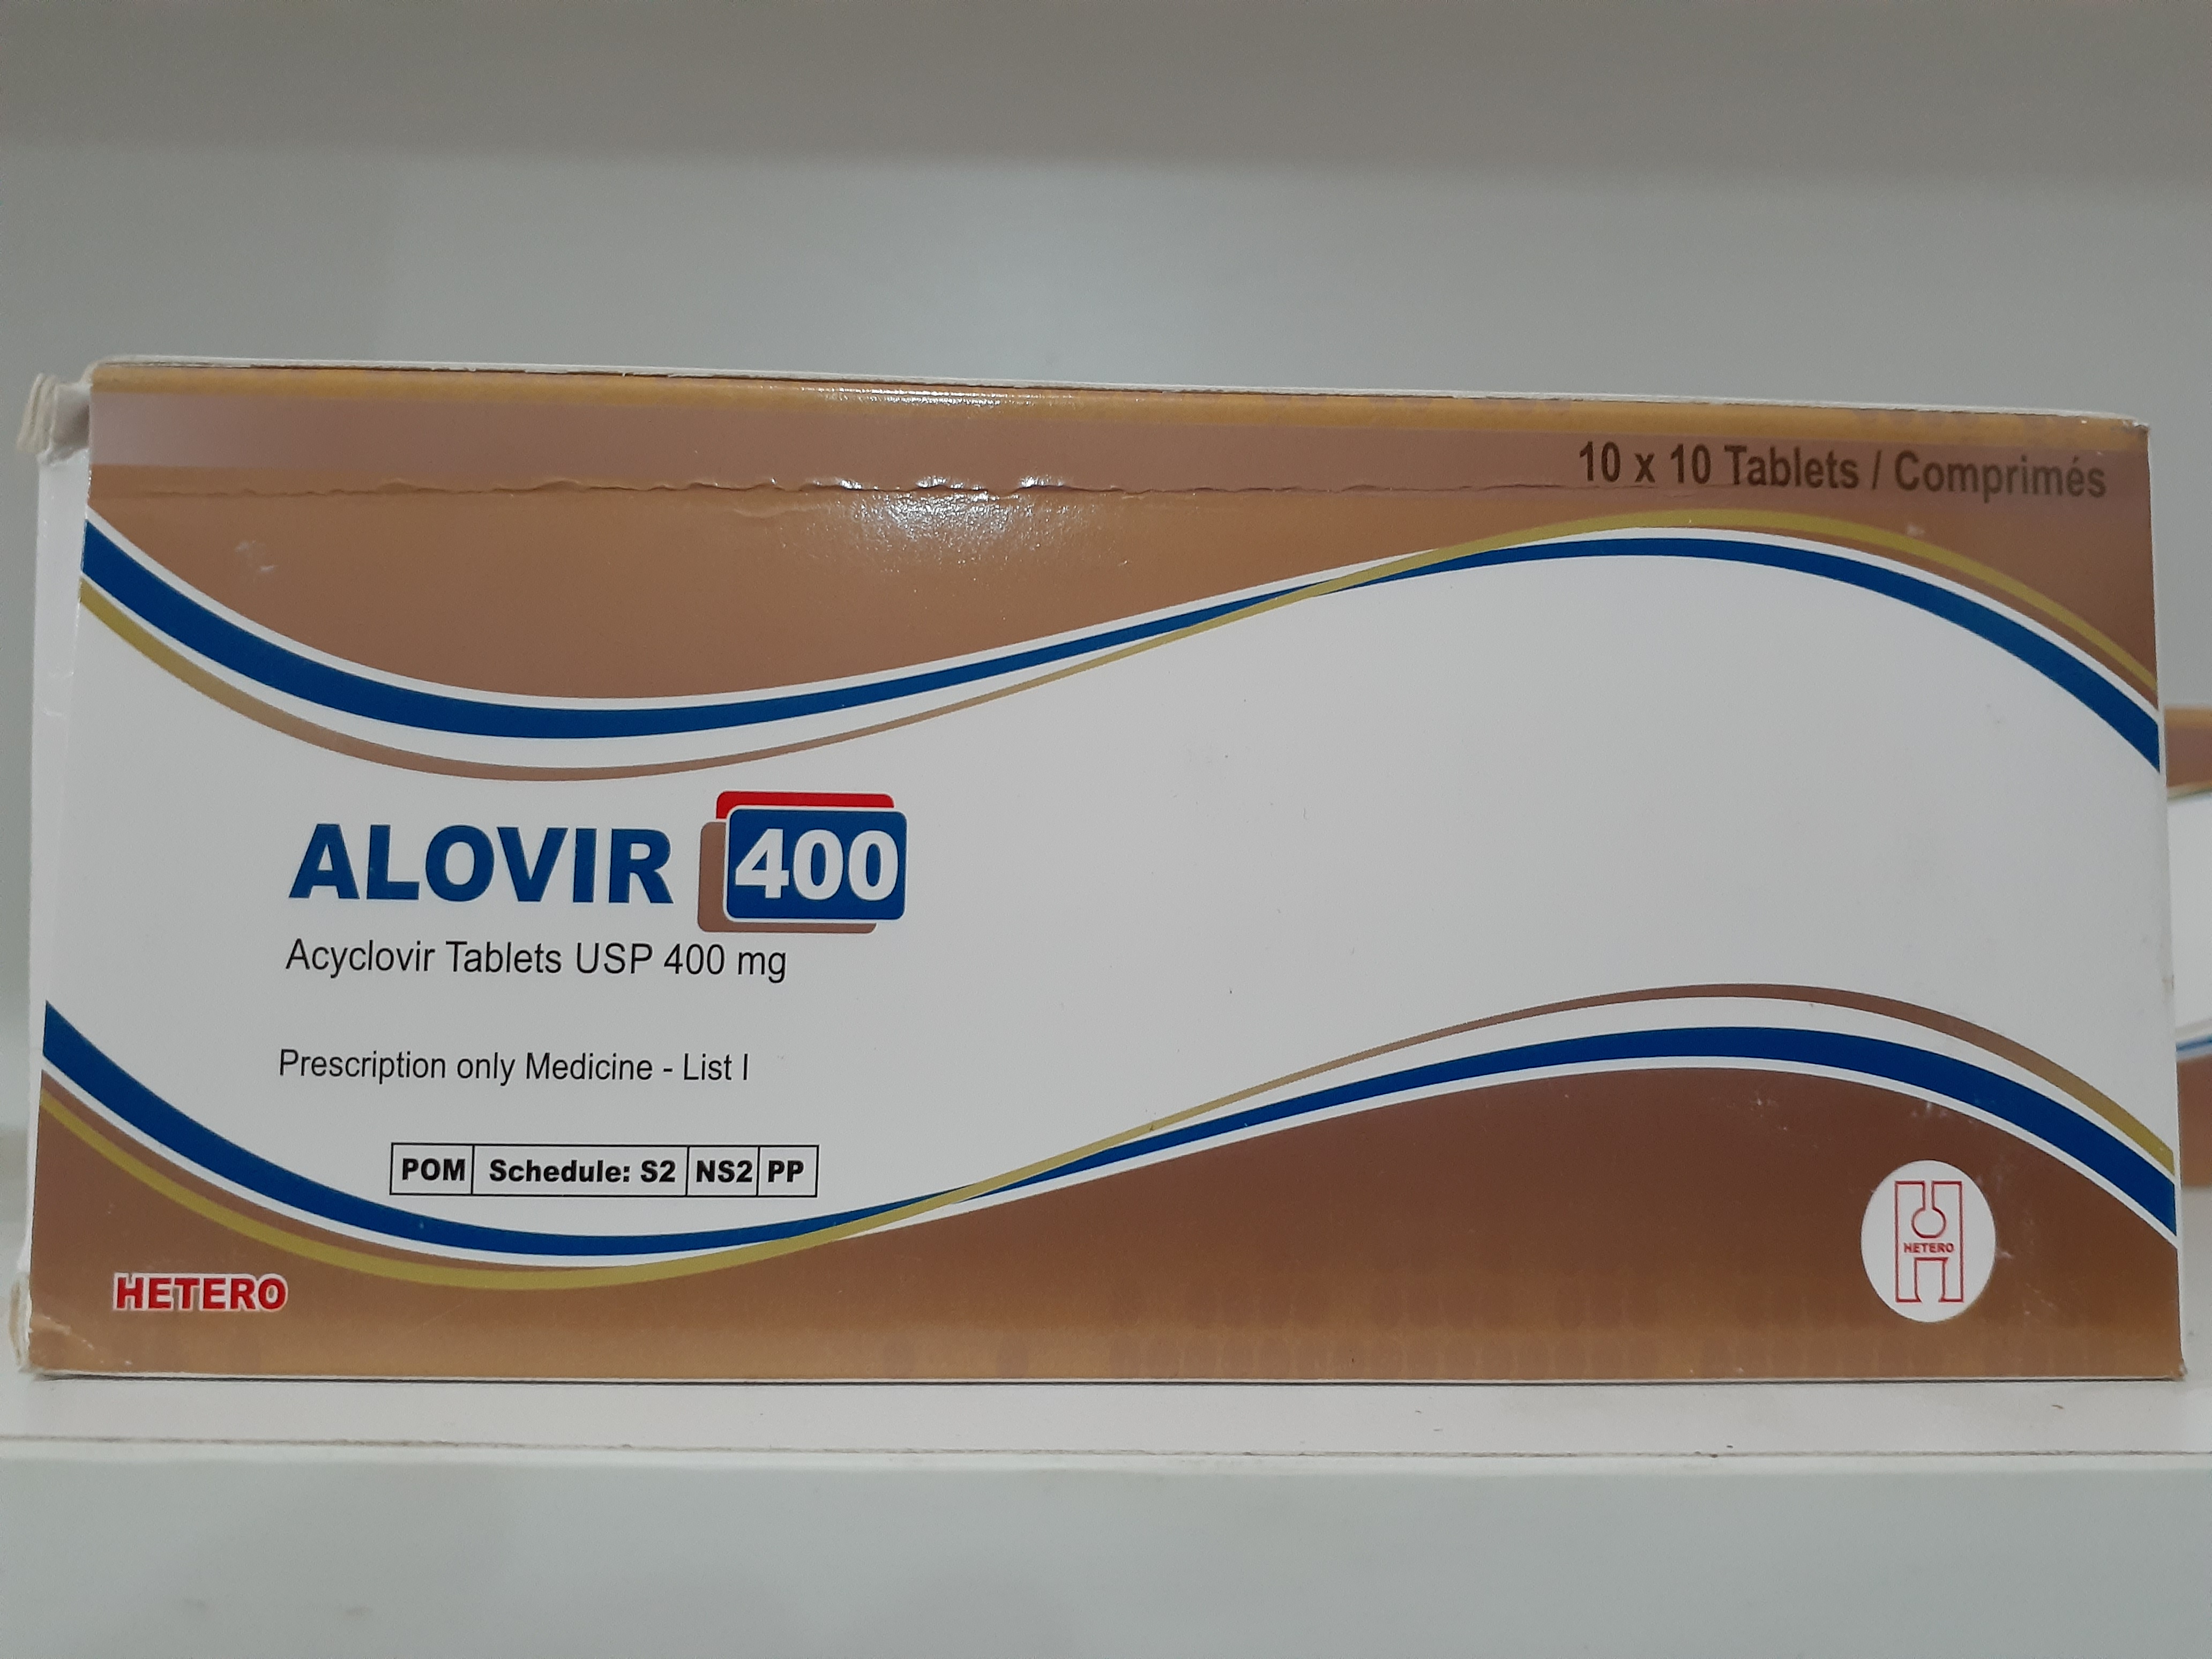 10 x 10 Tablets / Comprimés
ALOVIR 400
Acyclovir Tablets USP 400 mg
Prescription only Medicine - List I
POM Schedule: S2 NS2 PP
HETERO
HETERO